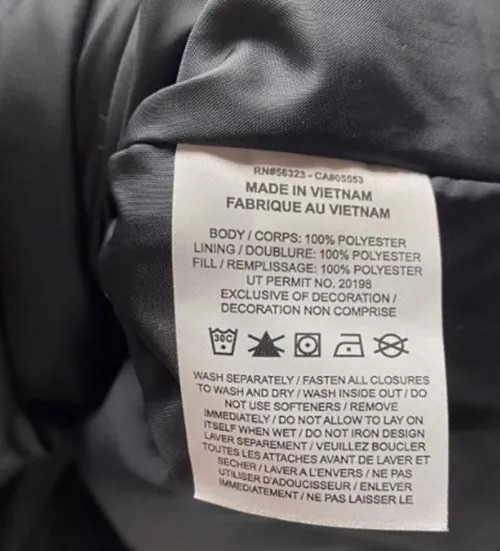 RN#56323 - CA#05553
MADE IN VIETNAM
FABRIQUE AU VIETNAM
BODY / CORPS: 100% POLYESTER
LINING / DOUBLURE: 100% POLYESTER
FILL / REMPLISSAGE: 100% POLYESTER
UT PERMIT NO. 20198
EXCLUSIVE OF DECORATION /
DECORATION NON COMPRISE
30C
WASH SEPARATELY / FASTEN ALL CLOSURES
TO WASH AND DRY / WASH INSIDE OUT / DO
NOT USE SOFTENERS / REMOVE
IMMEDIATELY / DO NOT ALLOW TO LAY ON
ITSELF WHEN WET / DO NOT IRON DESIGN
LAVER SEPAREMENT / VEUILLEZ BOUCLER
TOUTES LES ATTACHES AVANT DE LAVER ET
SECHER / LAVER A L'ENVERS / NE PAS
UTILISER D'ADOUCISSEUR / ENLEVER
IMMEDIATEMENT / NE PAS LAISSER LE